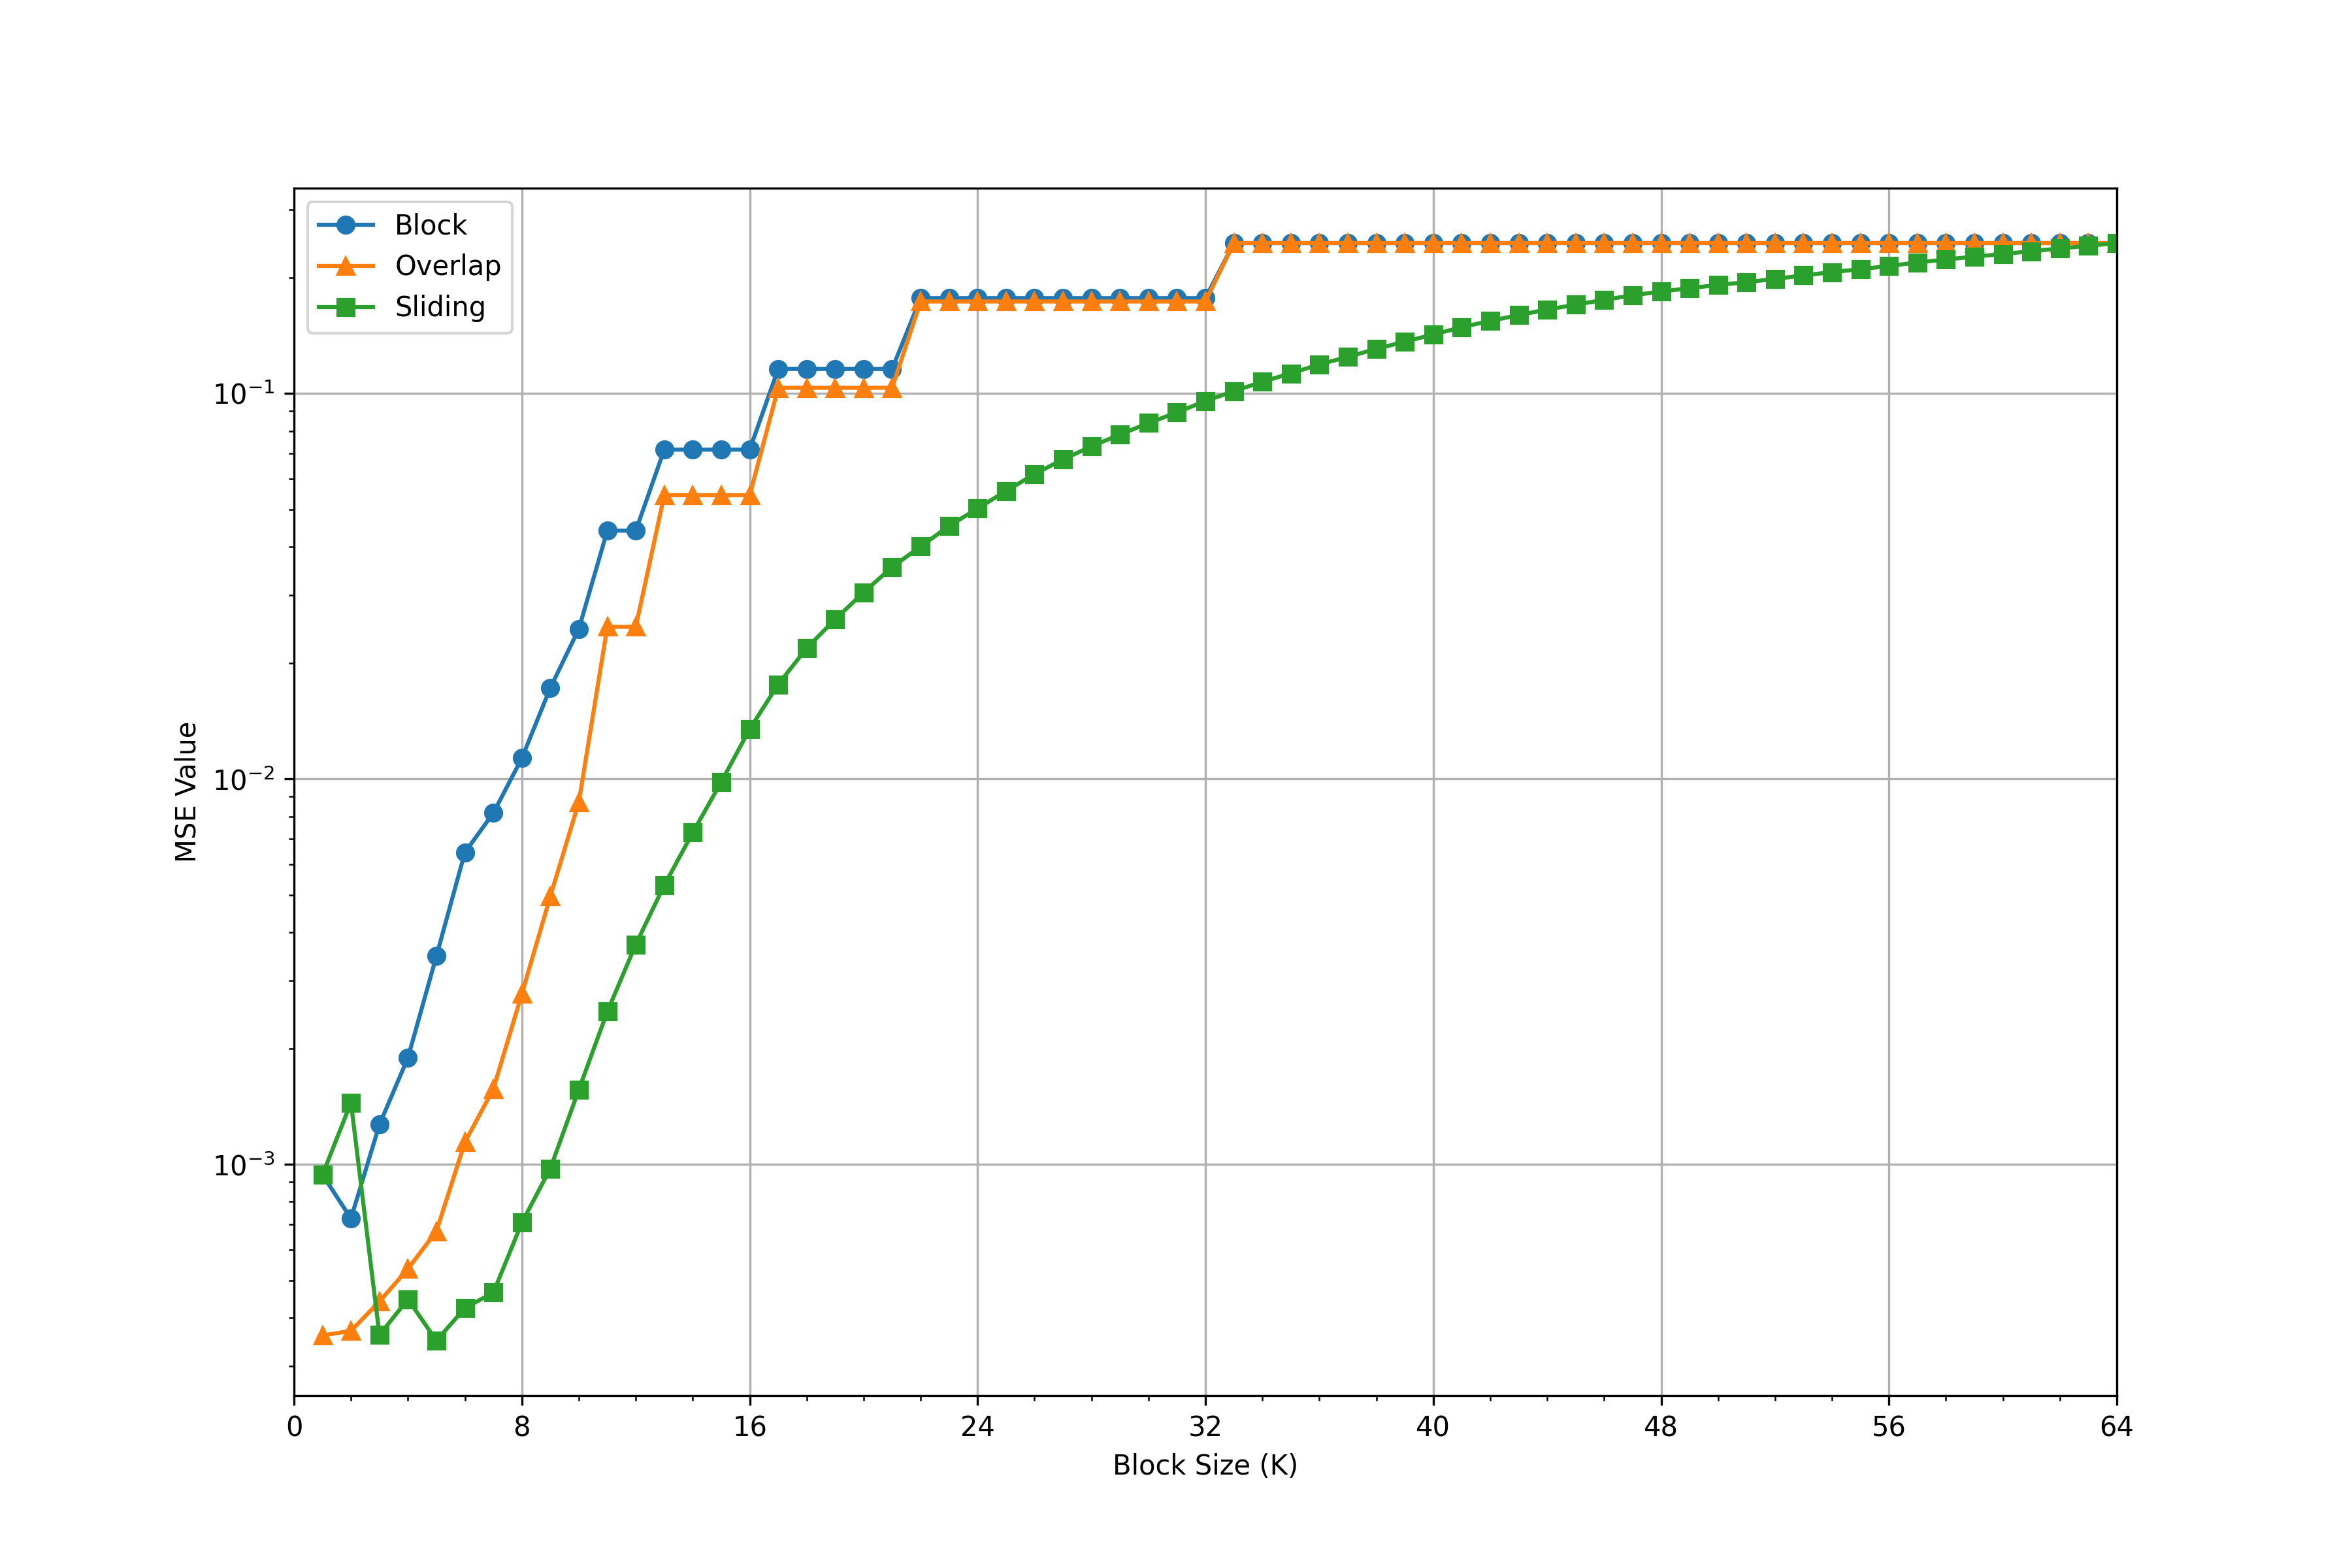 Block
Overlap
Sliding
10⁻¹
10⁻²
10⁻³
MSE Value
0 8 16 24 32 40 48 56 64
Block Size (K)